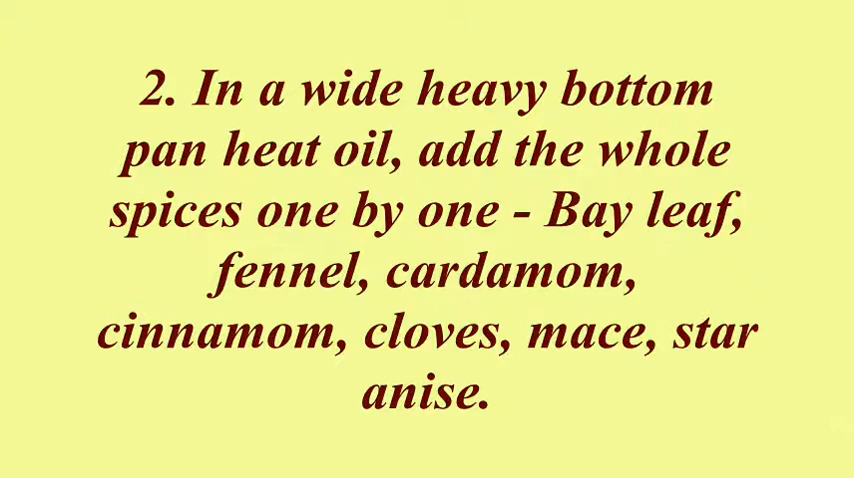 2. In a wide heavy bottom
pan heat oil, add the whole
spices one by one - Bay leaf,
fennel, cardamom,
cinnamom, cloves, mace, star
anise.